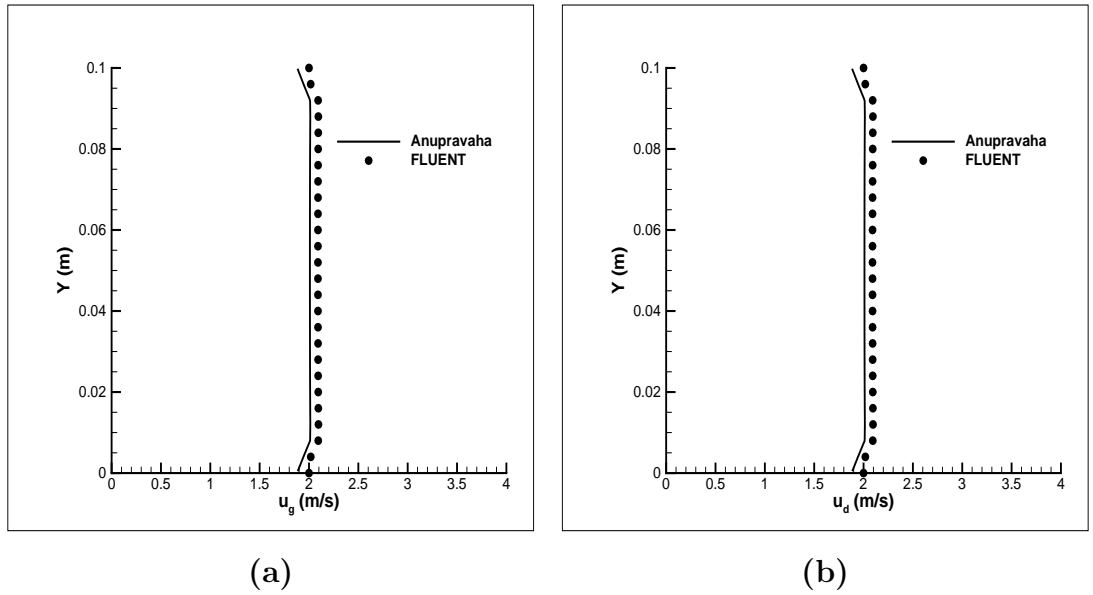 0.1
0.08
0.06
0.04
0.02
0
Y (m)
0 0.5 1 1.5 2 2.5 3 3.5 4
u_g (m/s)
Anupravaha
FLUENT
(a)
0.1
0.08
0.06
0.04
0.02
0
Y (m)
0 0.5 1 1.5 2 2.5 3 3.5 4
u_d (m/s)
Anupravaha
FLUENT
(b)